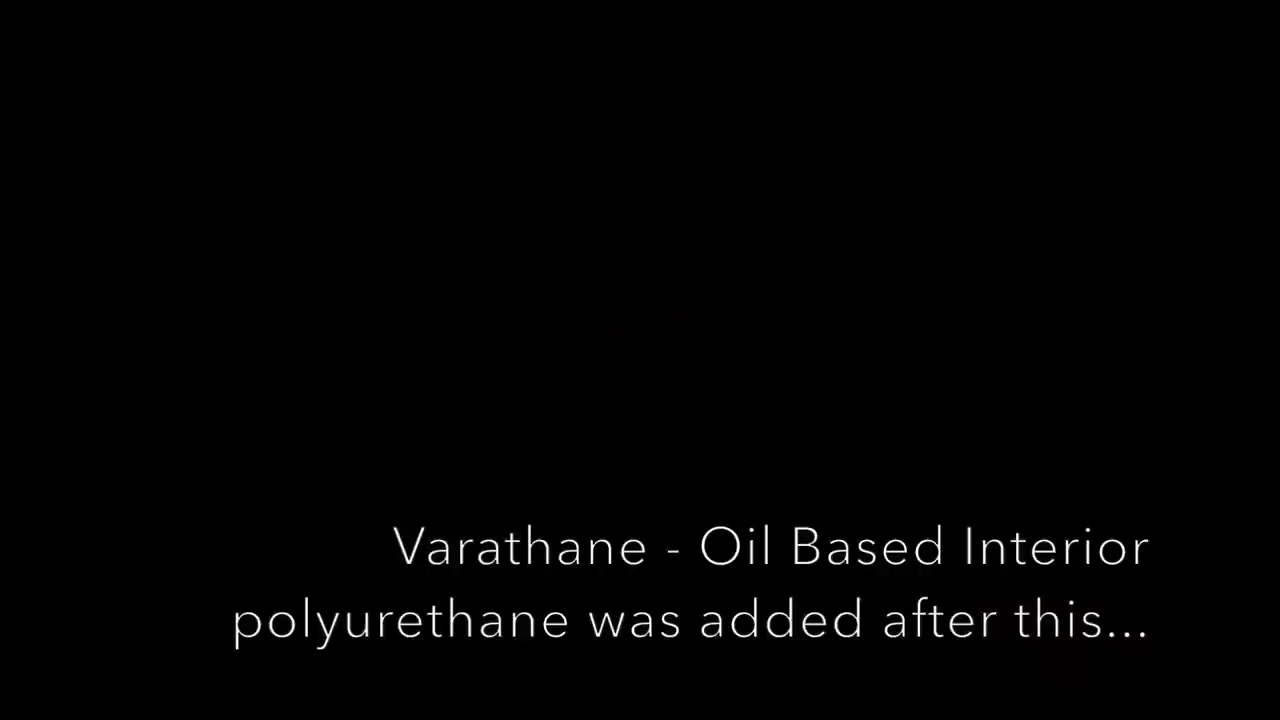 Varathane - Oil Based Interior
polyurethane was added after this...